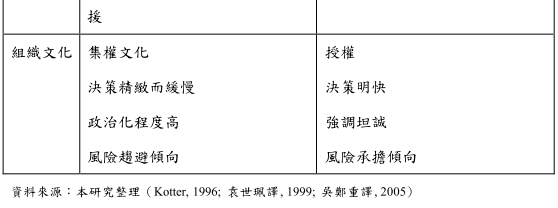 援
組織文化 集權文化 授權
決策精緻而緩慢 決策明快
政治化程度高 強調坦誠
風險趨避傾向 風險承擔傾向
資料來源：本研究整理（Kotter, 1996; 袁世珮譯, 1999; 吳鄭重譯, 2005）